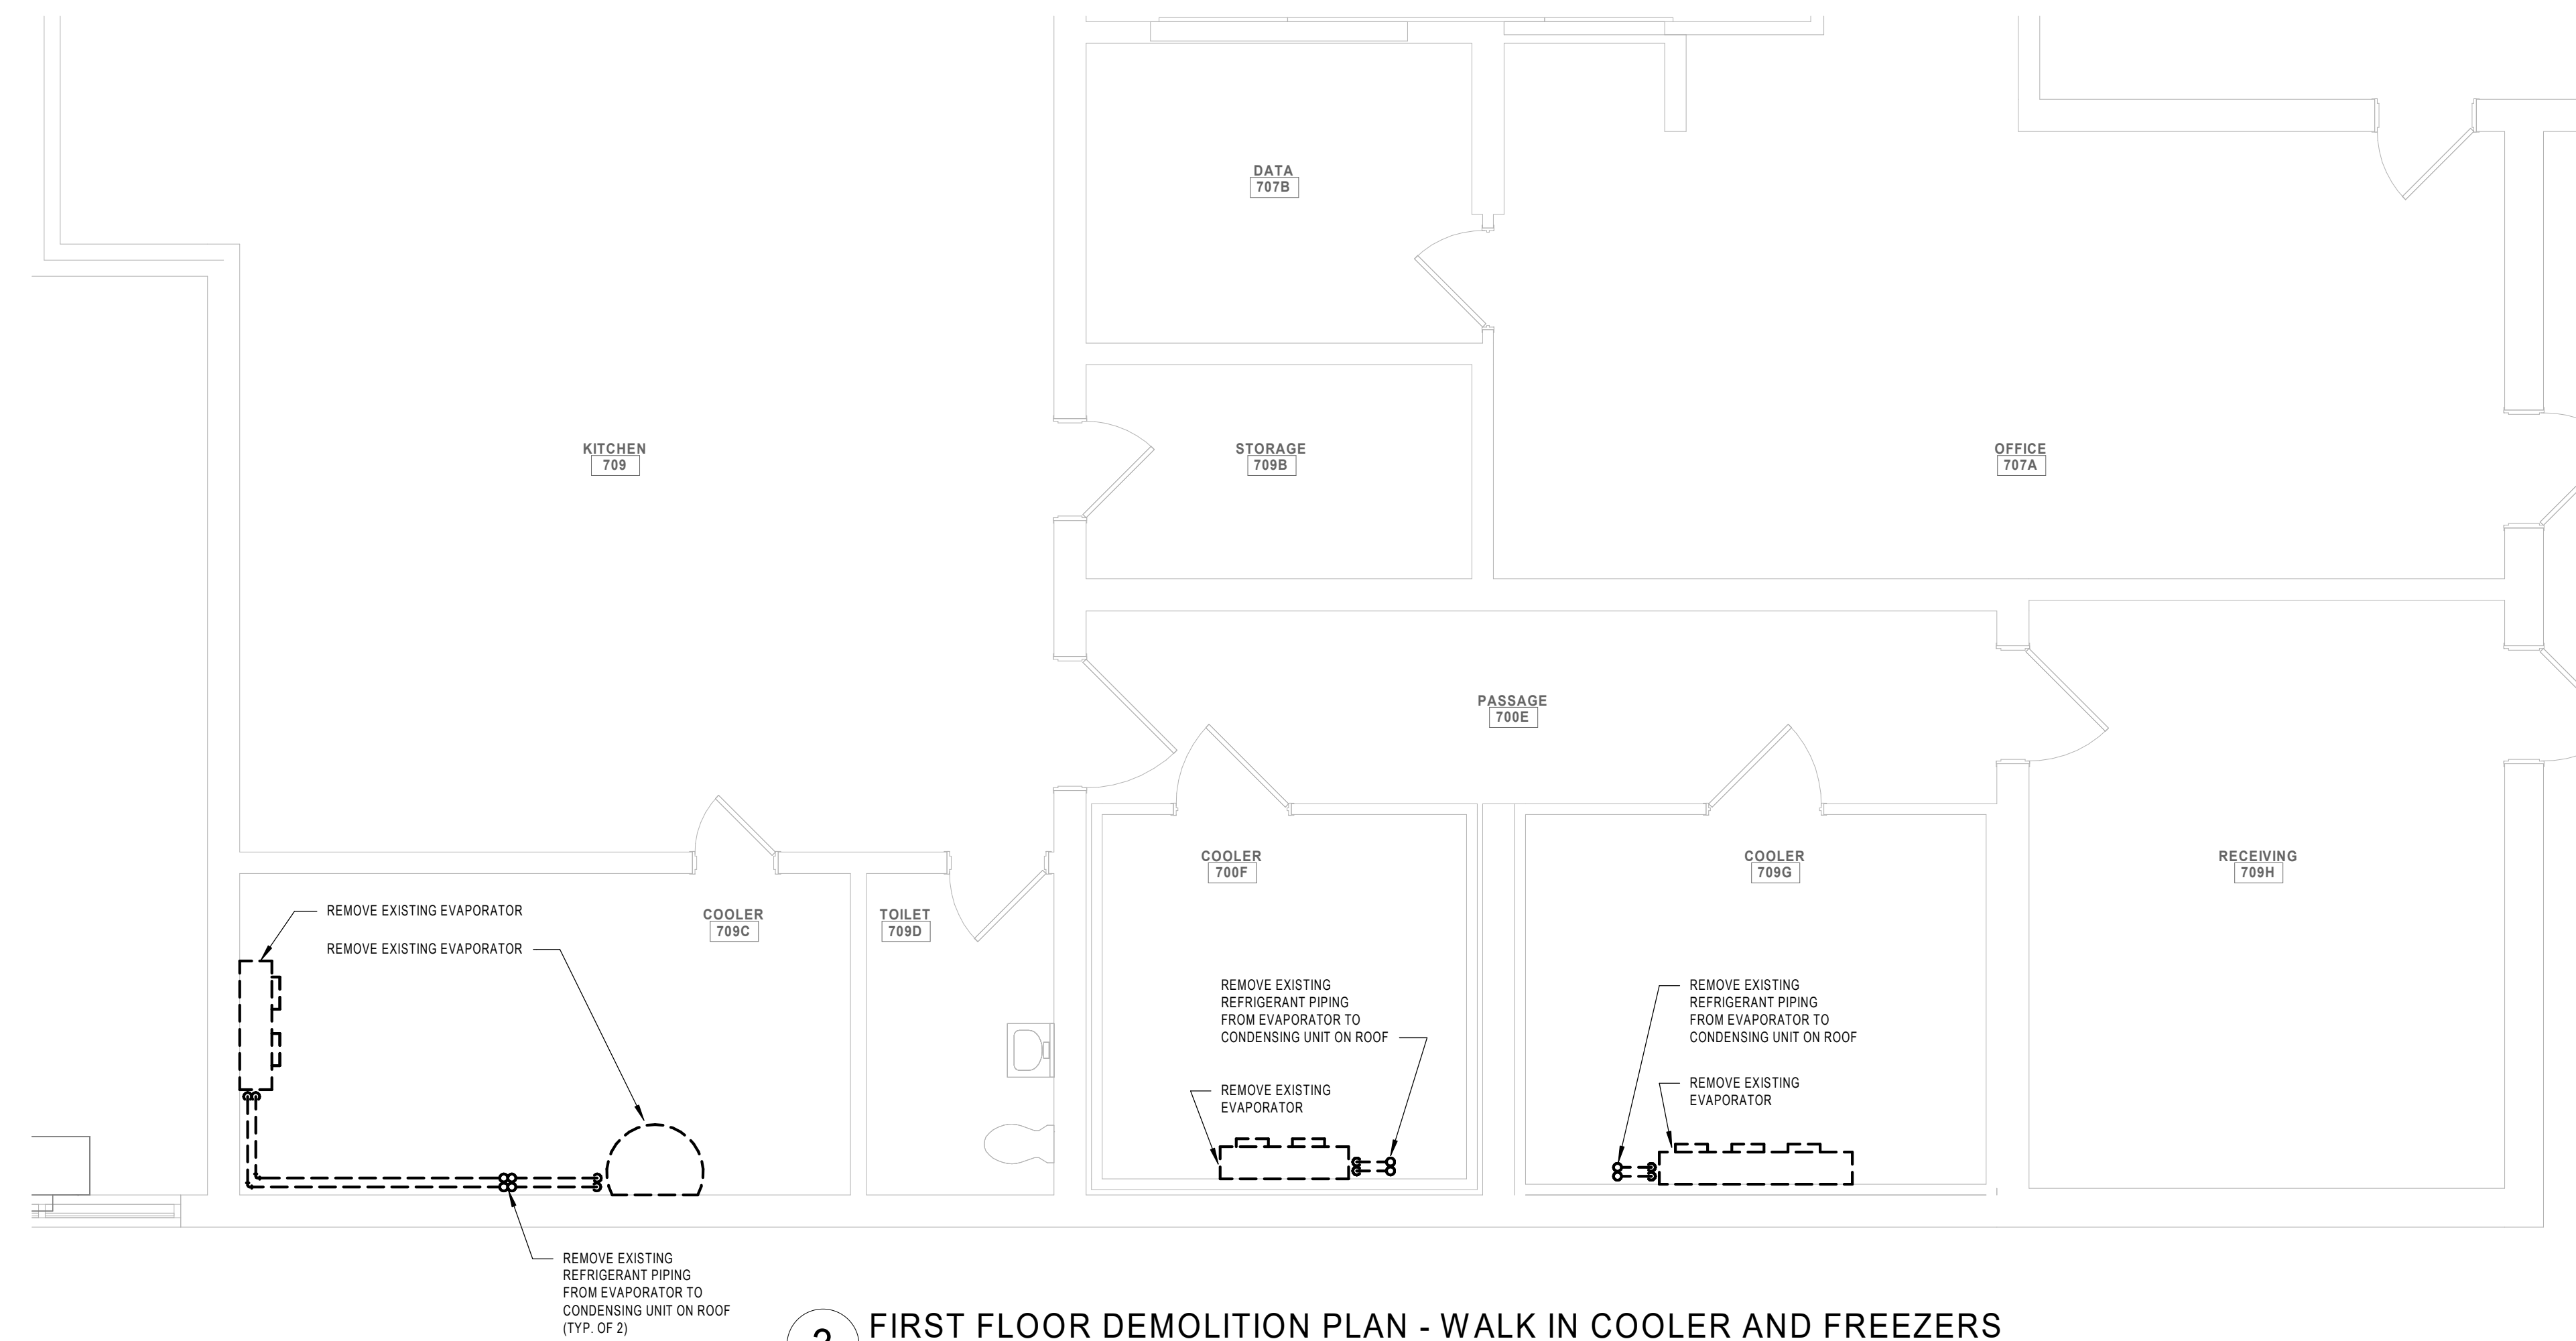 DATA
707B
KITCHEN
709
STORAGE
709B
OFFICE
707A
PASSAGE
700E
COOLER
700F
COOLER
709G
RECEIVING
709H
REMOVE EXISTING EVAPORATOR
REMOVE EXISTING EVAPORATOR
COOLER
709C
TOILET
709D
REMOVE EXISTING
REFRIGERANT PIPING
FROM EVAPORATOR TO
CONDENSING UNIT ON ROOF
REMOVE EXISTING
EVAPORATOR
REMOVE EXISTING
REFRIGERANT PIPING
FROM EVAPORATOR TO
CONDENSING UNIT ON ROOF
REMOVE EXISTING
EVAPORATOR
REMOVE EXISTING
REFRIGERANT PIPING
FROM EVAPORATOR TO
CONDENSING UNIT ON ROOF
(TYP. OF 2)
FIRST FLOOR DEMOLITION PLAN - WALK IN COOLER AND FREEZERS